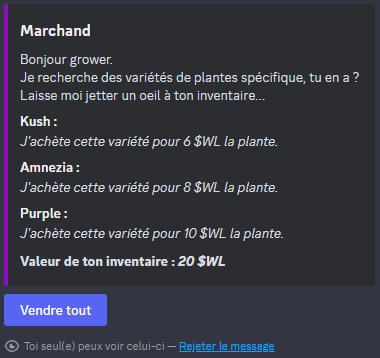 Marchand
Bonjour grower.
Je recherche des variétés de plantes spécifique, tu en a ?
Laisse moi jetter un oeil à ton inventaire...
Kush :
J'achète cette variété pour 6 $WL la plante.
Amnezia :
J'achète cette variété pour 8 $WL la plante.
Purple :
J'achète cette variété pour 10 $WL la plante.
Valeur de ton inventaire : 20 $WL
Vendre tout
Toi seul(e) peux voir celui-ci — Rejeter le message